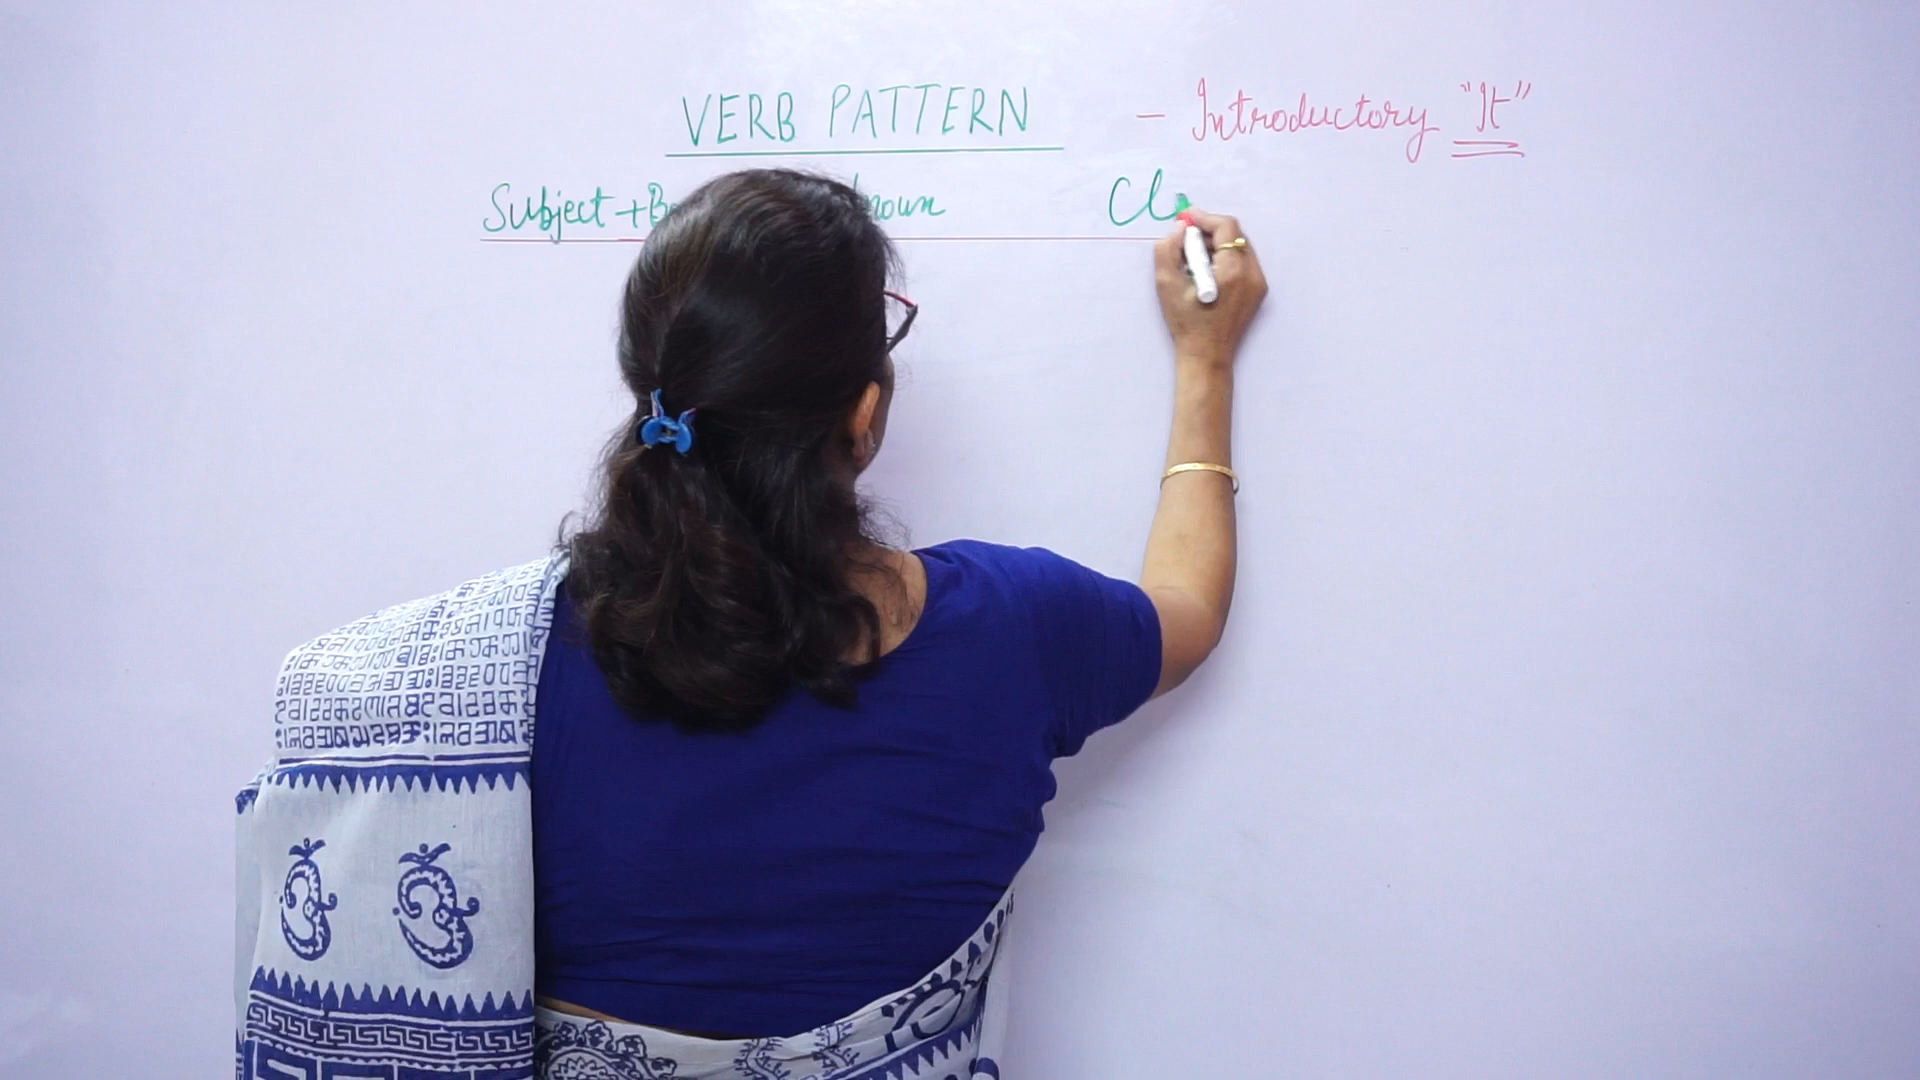 VERB PATTERN - Introductory "It"
Subject + noun Cl